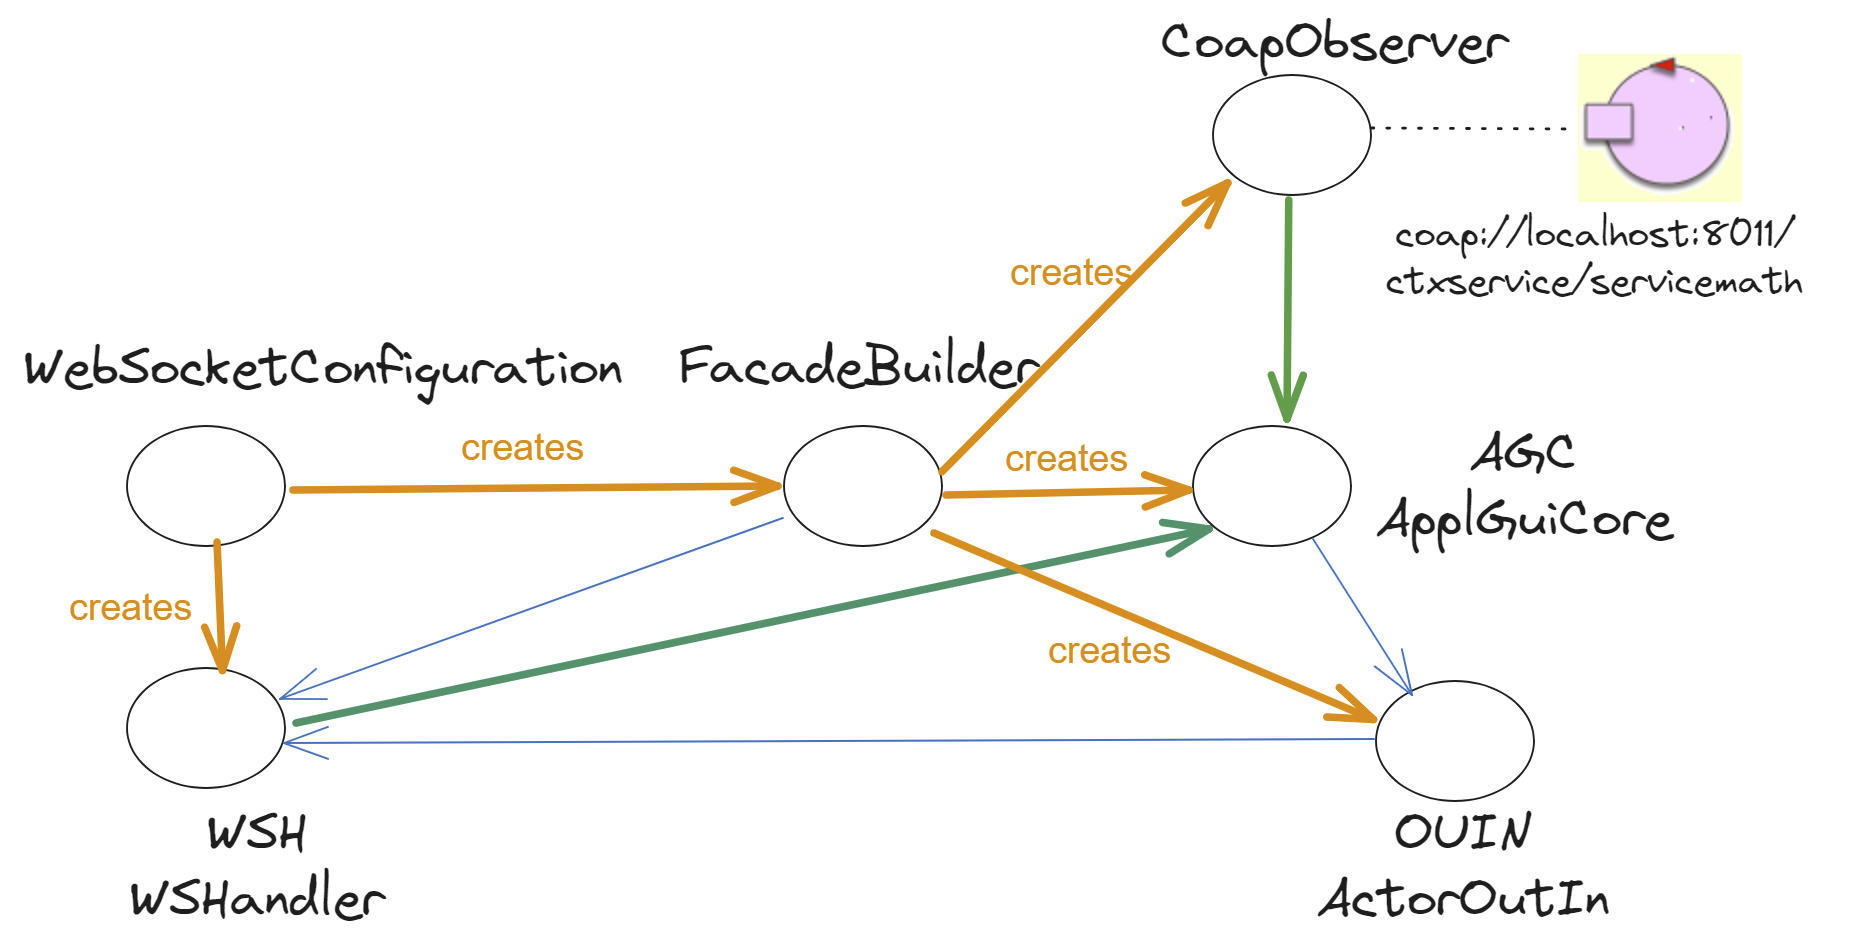 CoapObserver
coap://localhost:8011/
ctxservice/servicemath
creates
WebSocketConfiguration
FacadeBuilder
creates
creates
AGC
ApplGuiCore
creates
creates
WSH
WSHandler
OUIN
ActorOutIn